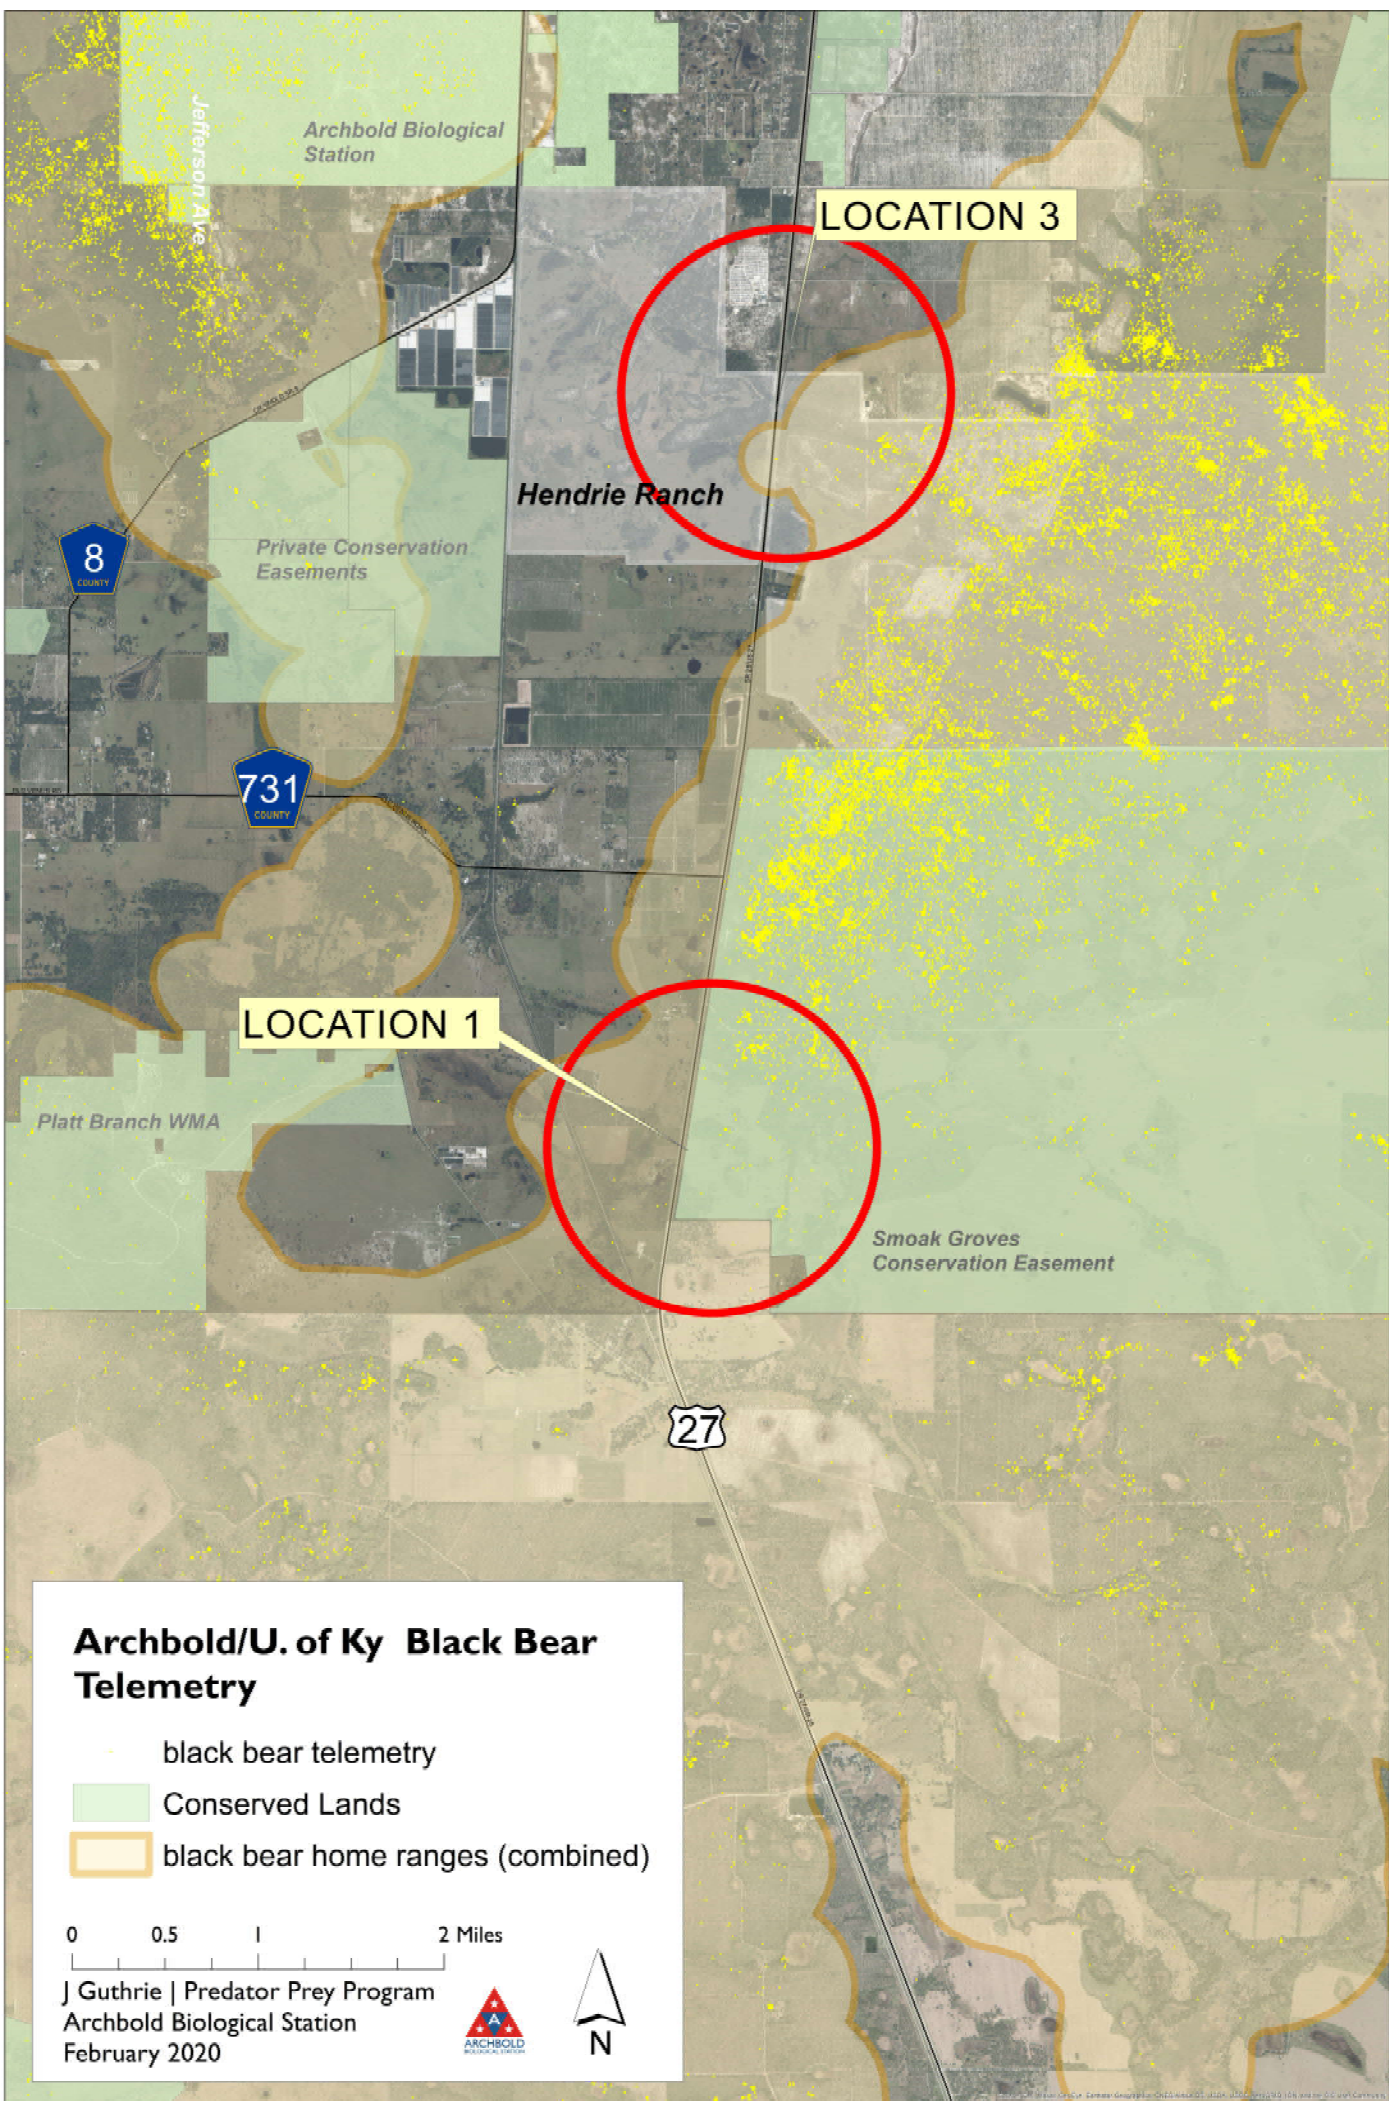 Jefferson Ave
Archbold Biological
Station
LOCATION 3
Hendrie Ranch
Private Conservation
Easements
8
COUNTY
731
COUNTY
LOCATION 1
Platt Branch WMA
Smoak Groves
Conservation Easement
27
Archbold/U. of Ky Black Bear
Telemetry
black bear telemetry
Conserved Lands
black bear home ranges (combined)
0 0.5 1 2 Miles
J Guthrie | Predator Prey Program
Archbold Biological Station
February 2020
A
ARCHBOLD
BIOLOGICAL STATION
N